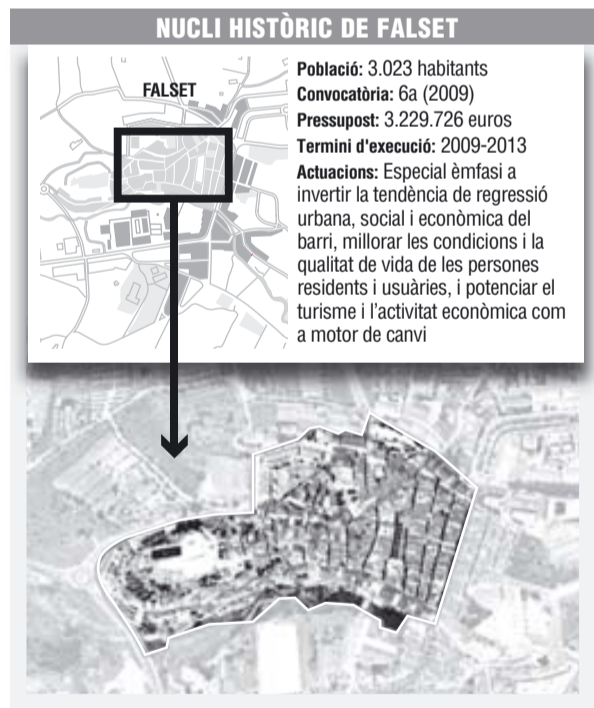 NUCLI HISTÒRIC DE FALSET
FALSET
Població: 3.023 habitants
Convocatòria: 6a (2009)
Pressupost: 3.229.726 euros
Termini d'execució: 2009-2013
Actuacions: Especial èmfasi a
invertir la tendència de regressió
urbana, social i econòmica del
barri, millorar les condicions i la
qualitat de vida de les persones
residents i usuàries, i potenciar el
turisme i l’activitat econòmica com
a motor de canvi